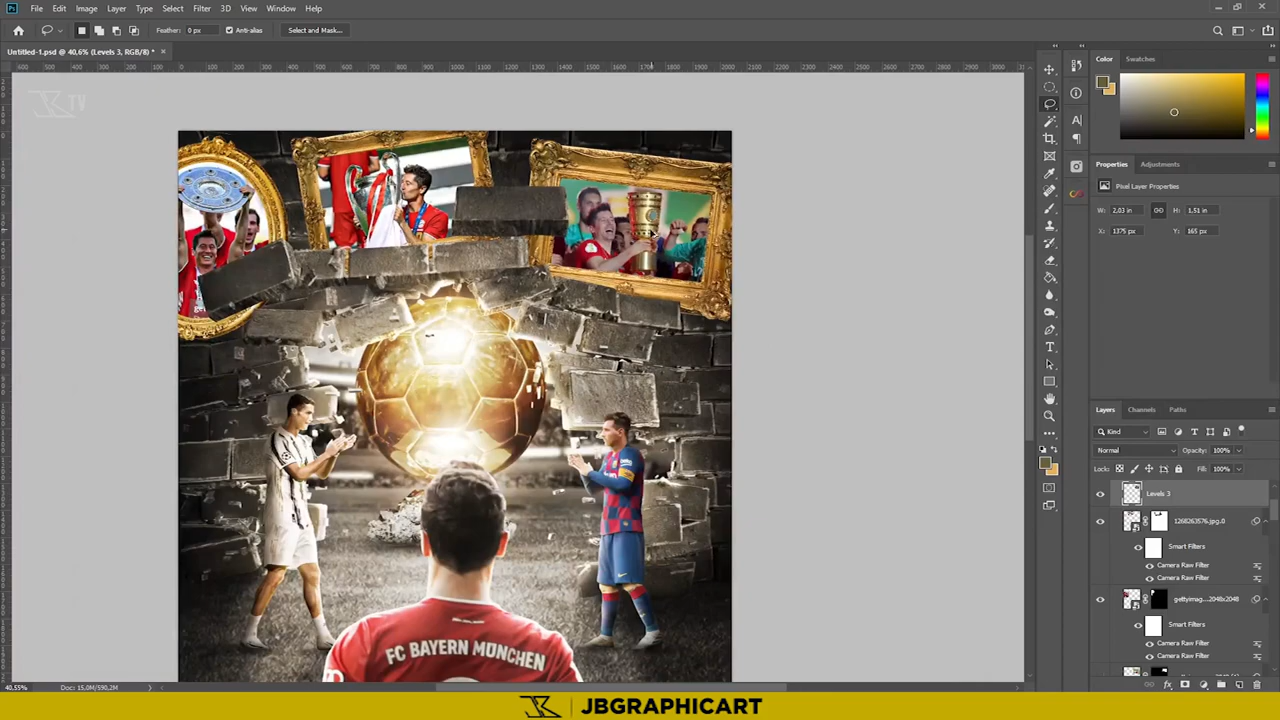 File Edit Image Layer Type Select Filter 3D View Window Help
Feather: 0 px Anti-alias Select and Mask...
Untitled-1.psd @ 40,6% (Levels 3, RGB/8) *
JK TV
Color Swatches
Properties Adjustments
Pixel Layer Properties
W: 2,03 in H: 1,51 in
X: 1375 px Y: 165 px
Layers Channels Paths
Kind
Normal Opacity: 100%
Lock: Fill: 100%
Levels 3
1268263576.jpg.0
Smart Filters
Camera Raw Filter
Camera Raw Filter
gettyimag...2048x2048
Smart Filters
Camera Raw Filter
Camera Raw Filter
FC BAYERN MÜNCHEN
40,55% Doc: 15,0M/590,2M
JBGRAPHICART